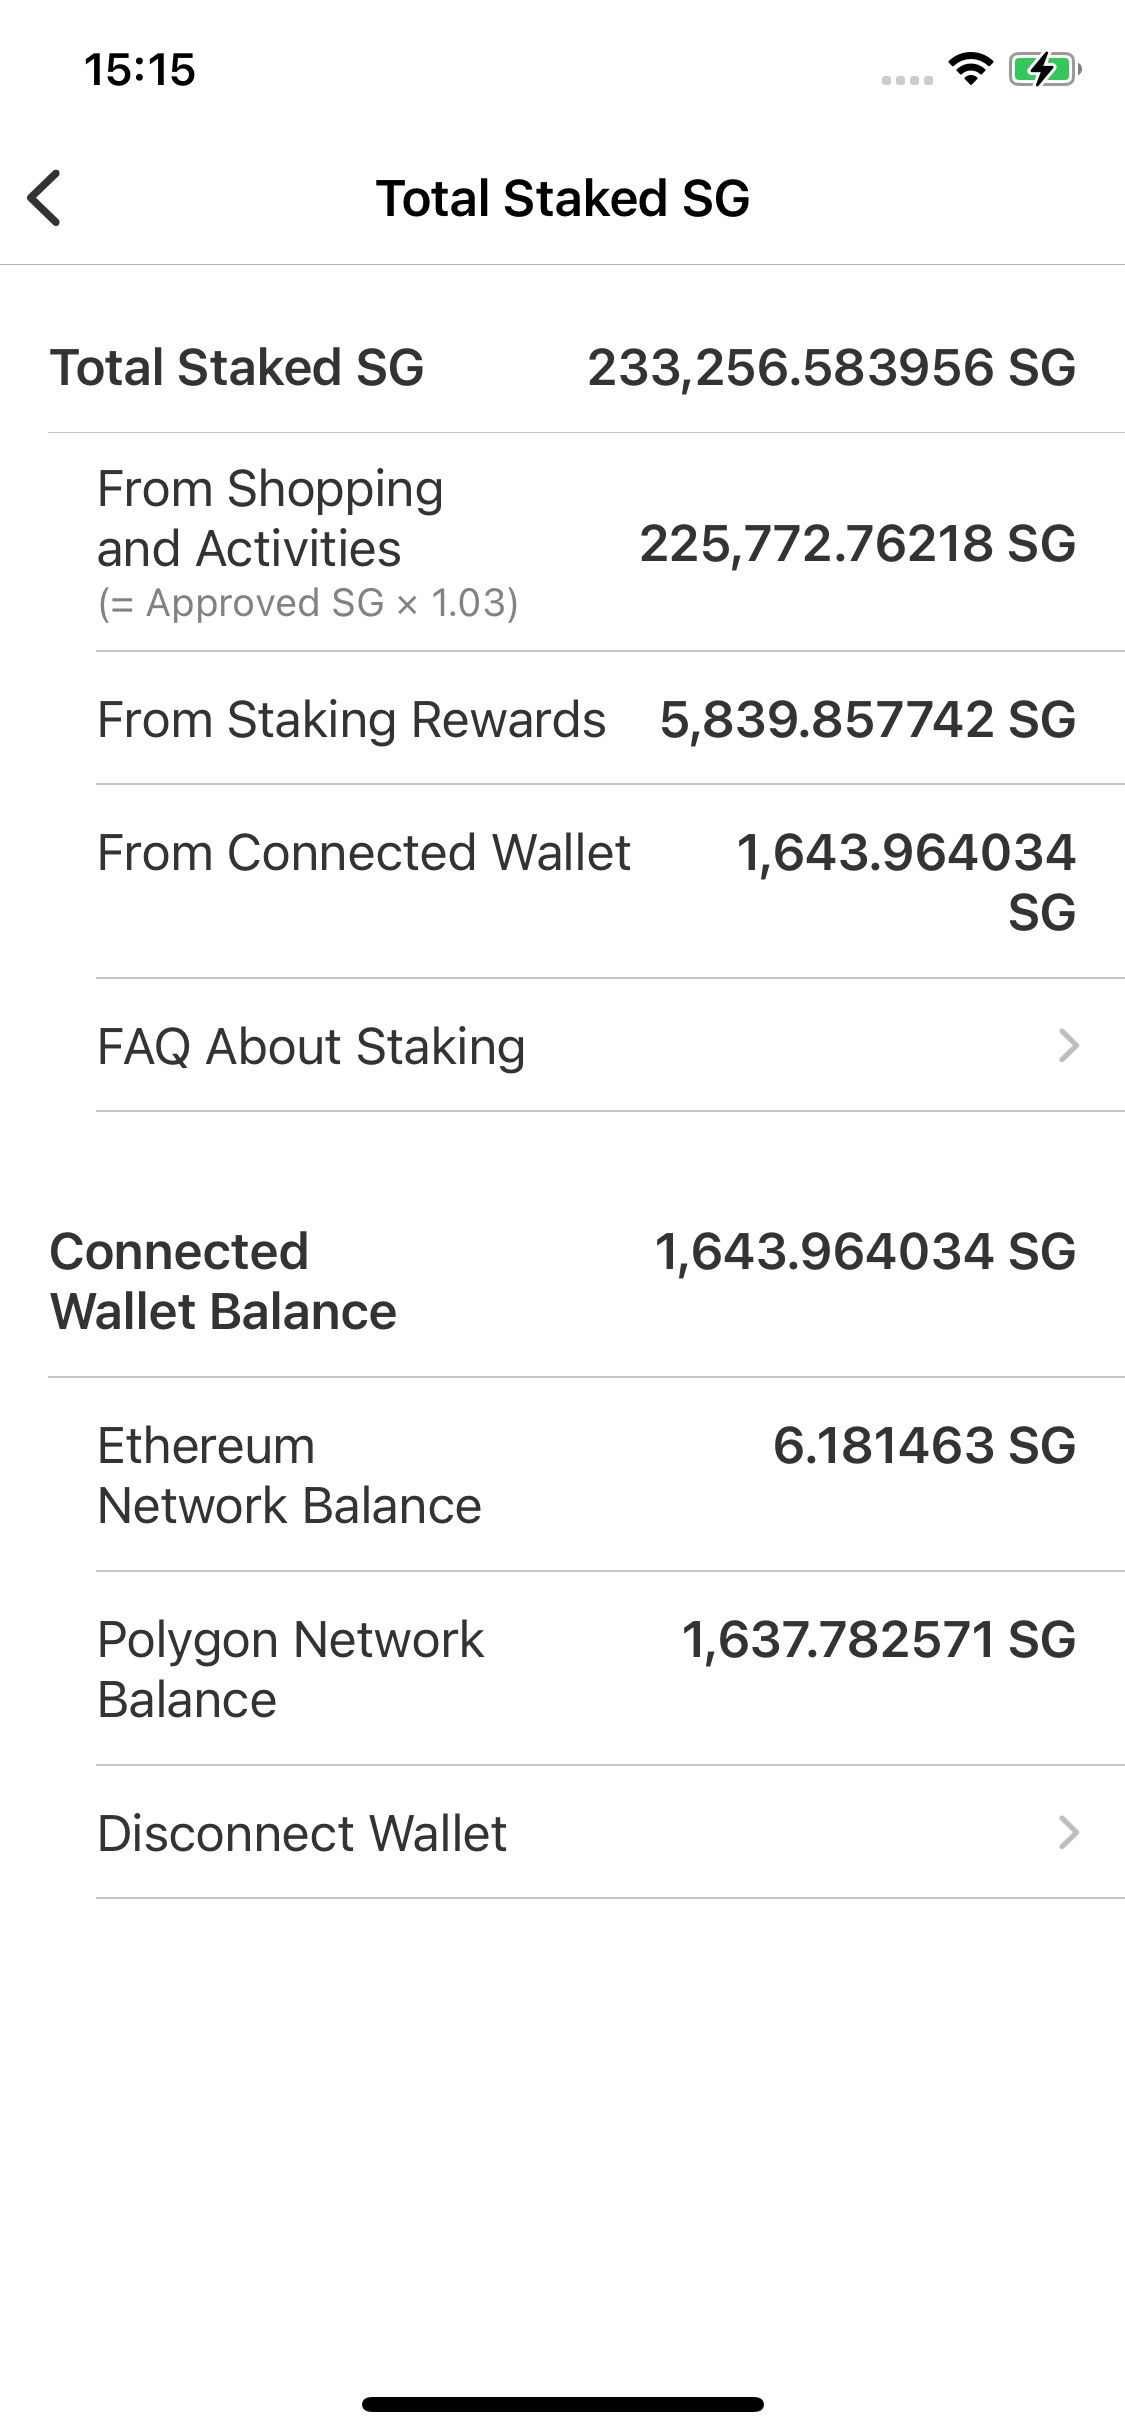 15:15
Total Staked SG
Total Staked SG 233,256.583956 SG
From Shopping
and Activities 225,772.76218 SG
(= Approved SG × 1.03)
From Staking Rewards 5,839.857742 SG
From Connected Wallet 1,643.964034
SG
FAQ About Staking
Connected 1,643.964034 SG
Wallet Balance
Ethereum 6.181463 SG
Network Balance
Polygon Network 1,637.782571 SG
Balance
Disconnect Wallet